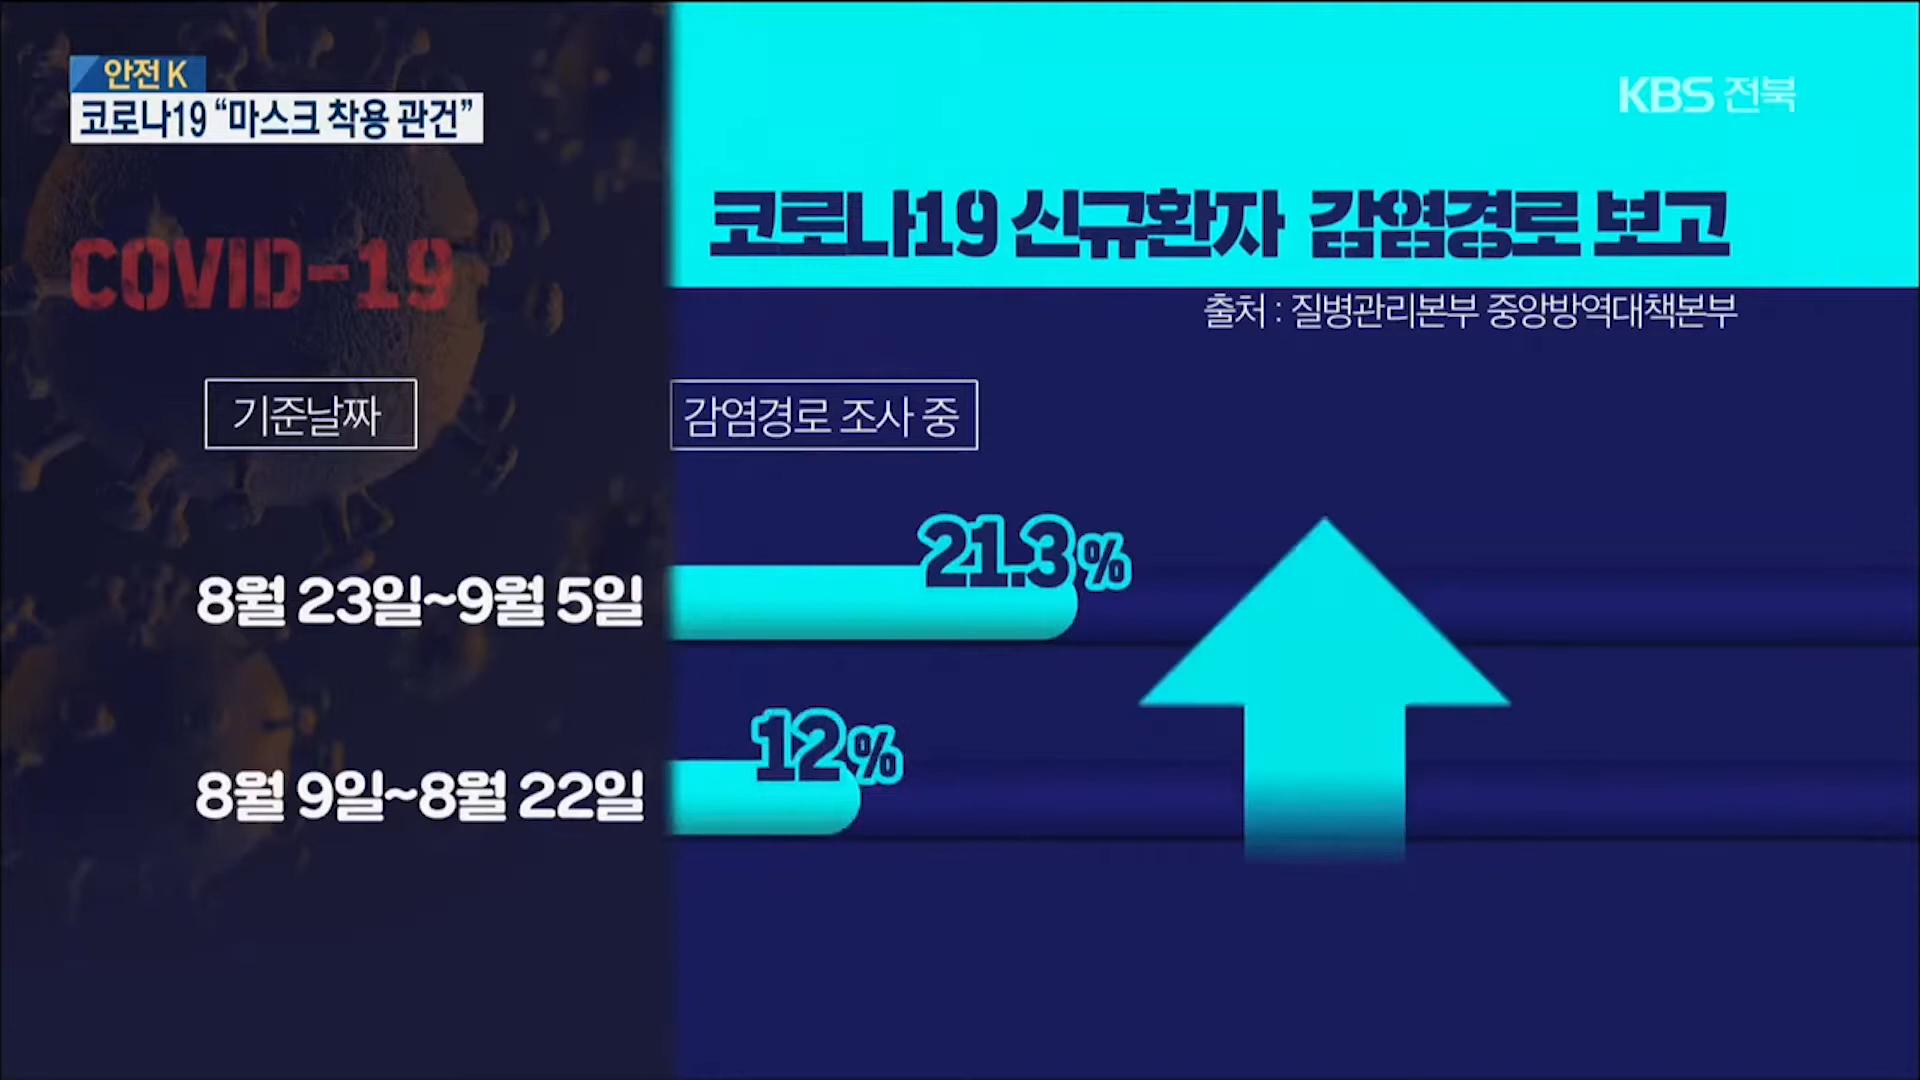 안전 K
코로나19 “마스크 착용 관건”
KBS 전북
COVID-19
코로나19 신규환자 감염경로 보고
출처 : 질병관리본부 중앙방역대책본부
기준날짜
감염경로 조사 중
8월 23일~9월 5일
21.3%
8월 9일~8월 22일
12%